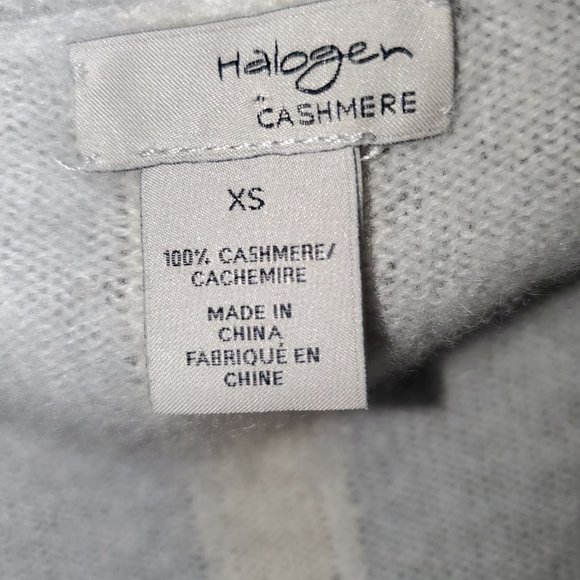 Halogen
CASHMERE
XS
100% CASHMERE/
CACHEMIRE
MADE IN
CHINA
FABRIQUÉ EN
CHINE